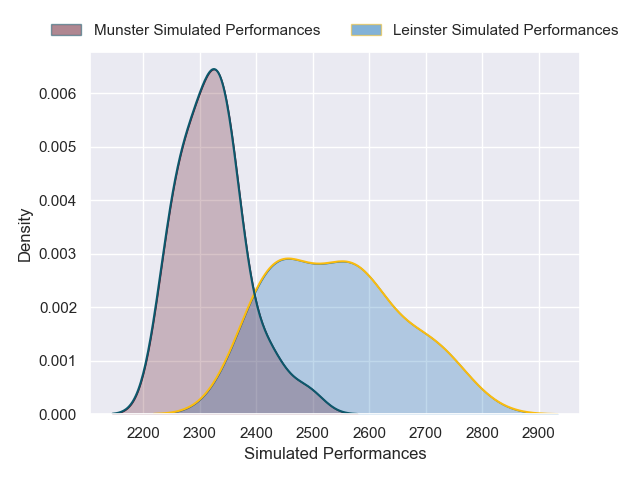 Munster Simulated Performances Leinster Simulated Performances
0.006
0.005
0.004
0.003
0.002
0.001
0.000
Density
2200 2300 2400 2500 2600 2700 2800 2900
Simulated Performances